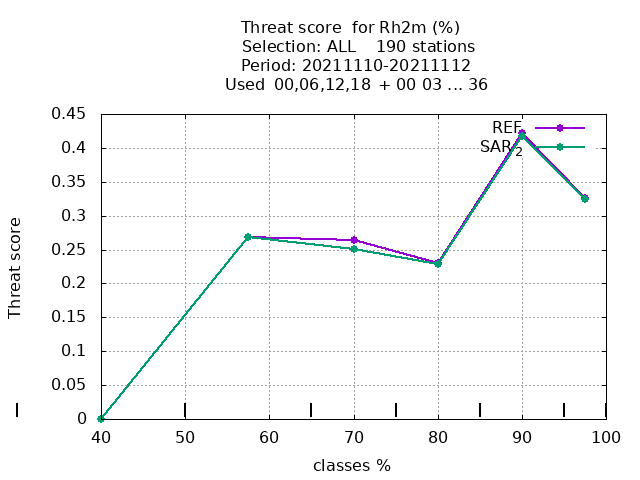 Threat score for Rh2m (%)
Selection: ALL 190 stations
Period: 20211110-20211112
Used 00,06,12,18 + 00 03 ... 36
REF
SAR_2
0.45
0.4
0.35
0.3
0.25
0.2
0.15
0.1
0.05
0
Threat score
40 50 60 70 80 90 100
classes %